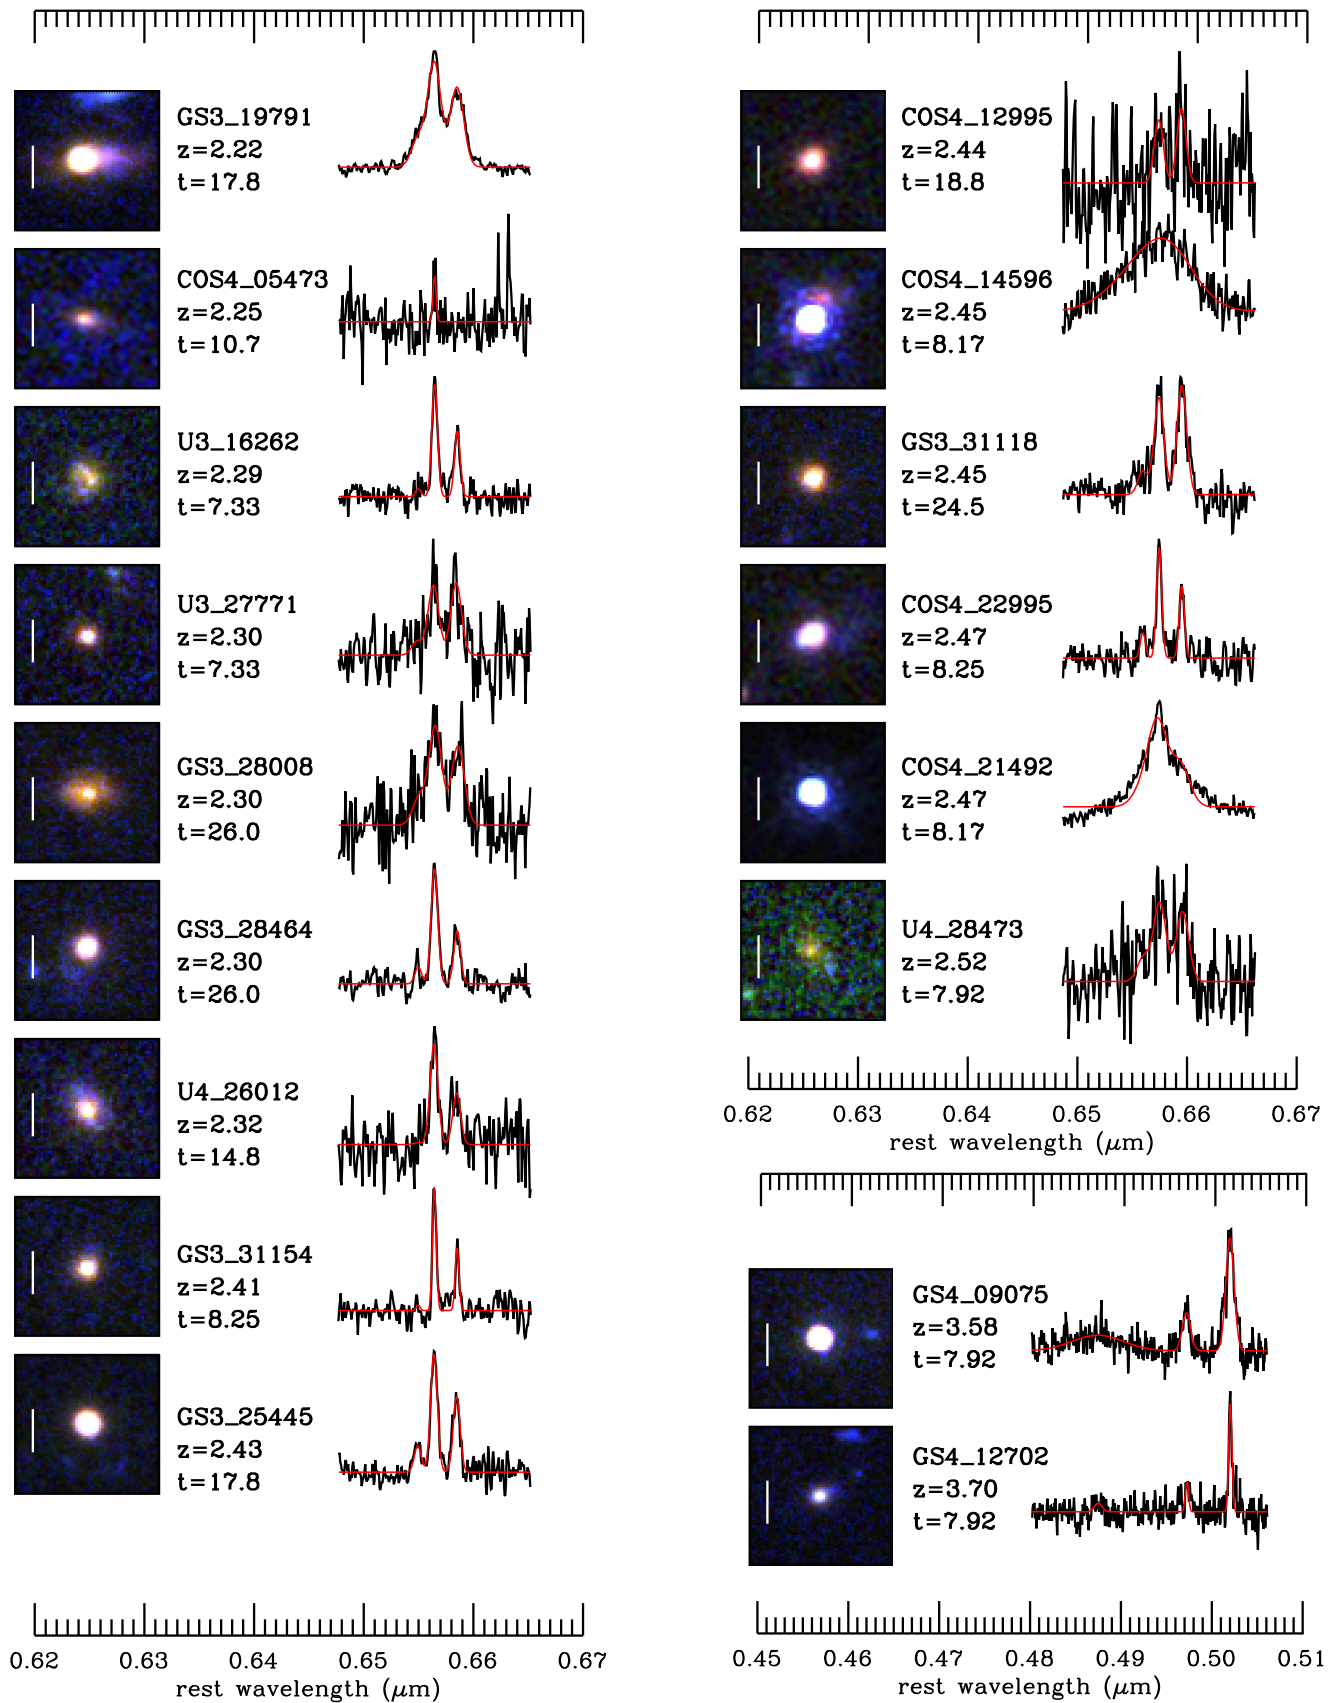 GS3_19791
z=2.22
t=17.8
COS4_05473
z=2.25
t=10.7
U3_16262
z=2.29
t=7.33
U3_27771
z=2.30
t=7.33
GS3_28008
z=2.30
t=26.0
GS3_28464
z=2.30
t=26.0
U4_26012
z=2.32
t=14.8
GS3_31154
z=2.41
t=8.25
GS3_25445
z=2.43
t=17.8
0.62 0.63 0.64 0.65 0.66 0.67
rest wavelength (μm)
COS4_12995
z=2.44
t=18.8
COS4_14596
z=2.45
t=8.17
GS3_31118
z=2.45
t=24.5
COS4_22995
z=2.47
t=8.25
COS4_21492
z=2.47
t=8.17
U4_28473
z=2.52
t=7.92
0.62 0.63 0.64 0.65 0.66 0.67
rest wavelength (μm)
GS4_09075
z=3.58
t=7.92
GS4_12702
z=3.70
t=7.92
0.45 0.46 0.47 0.48 0.49 0.50 0.51
rest wavelength (μm)